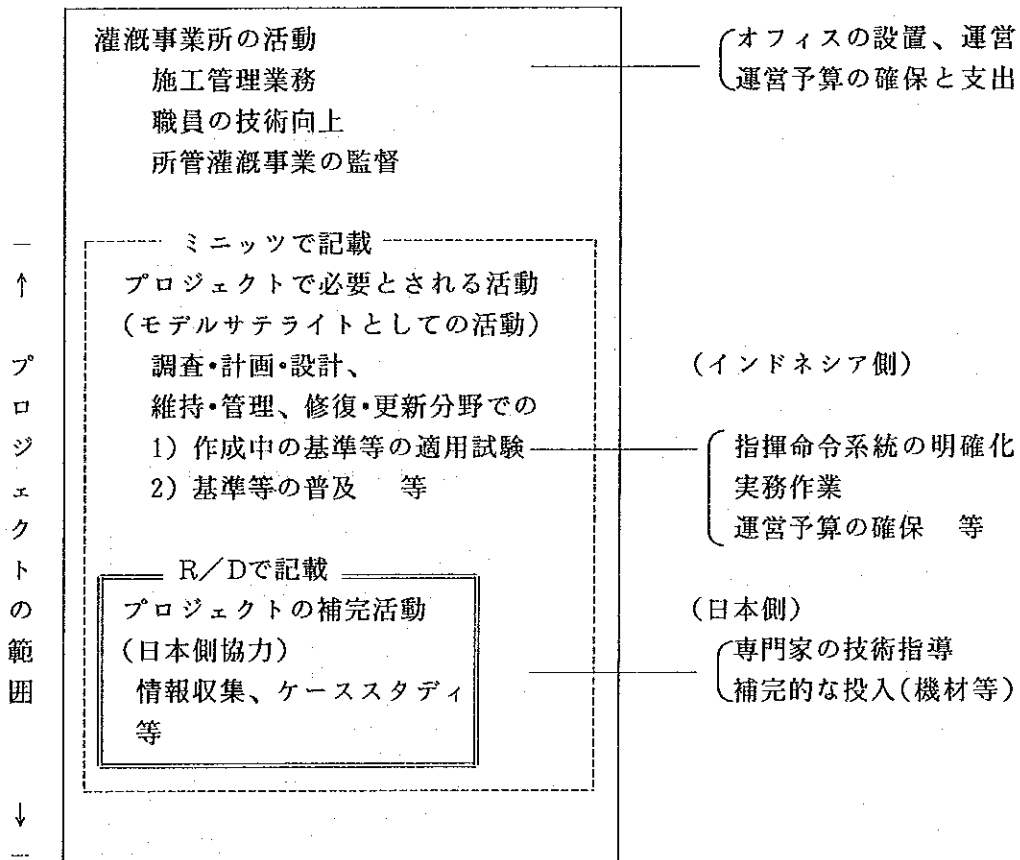 灌漑事業所の活動
施工管理業務
職員の技術向上
所管灌漑事業の監督
オフィスの設置、運営
運営予算の確保と支出
ミニッツで記載
プロジェクトで必要とされる活動
(モデルサテライトとしての活動)
調査・計画・設計、
維持・管理、修復・更新分野での
1) 作成中の基準等の適用試験
2) 基準等の普及 等
(インドネシア側)
指揮命令系統の明確化
実務作業
運営予算の確保 等
R/Dで記載
プロジェクトの補完活動
(日本側協力)
情報収集、ケーススタディ
等
(日本側)
専門家の技術指導
補完的な投入(機材等)
↑
プロジェクトの範囲
↓